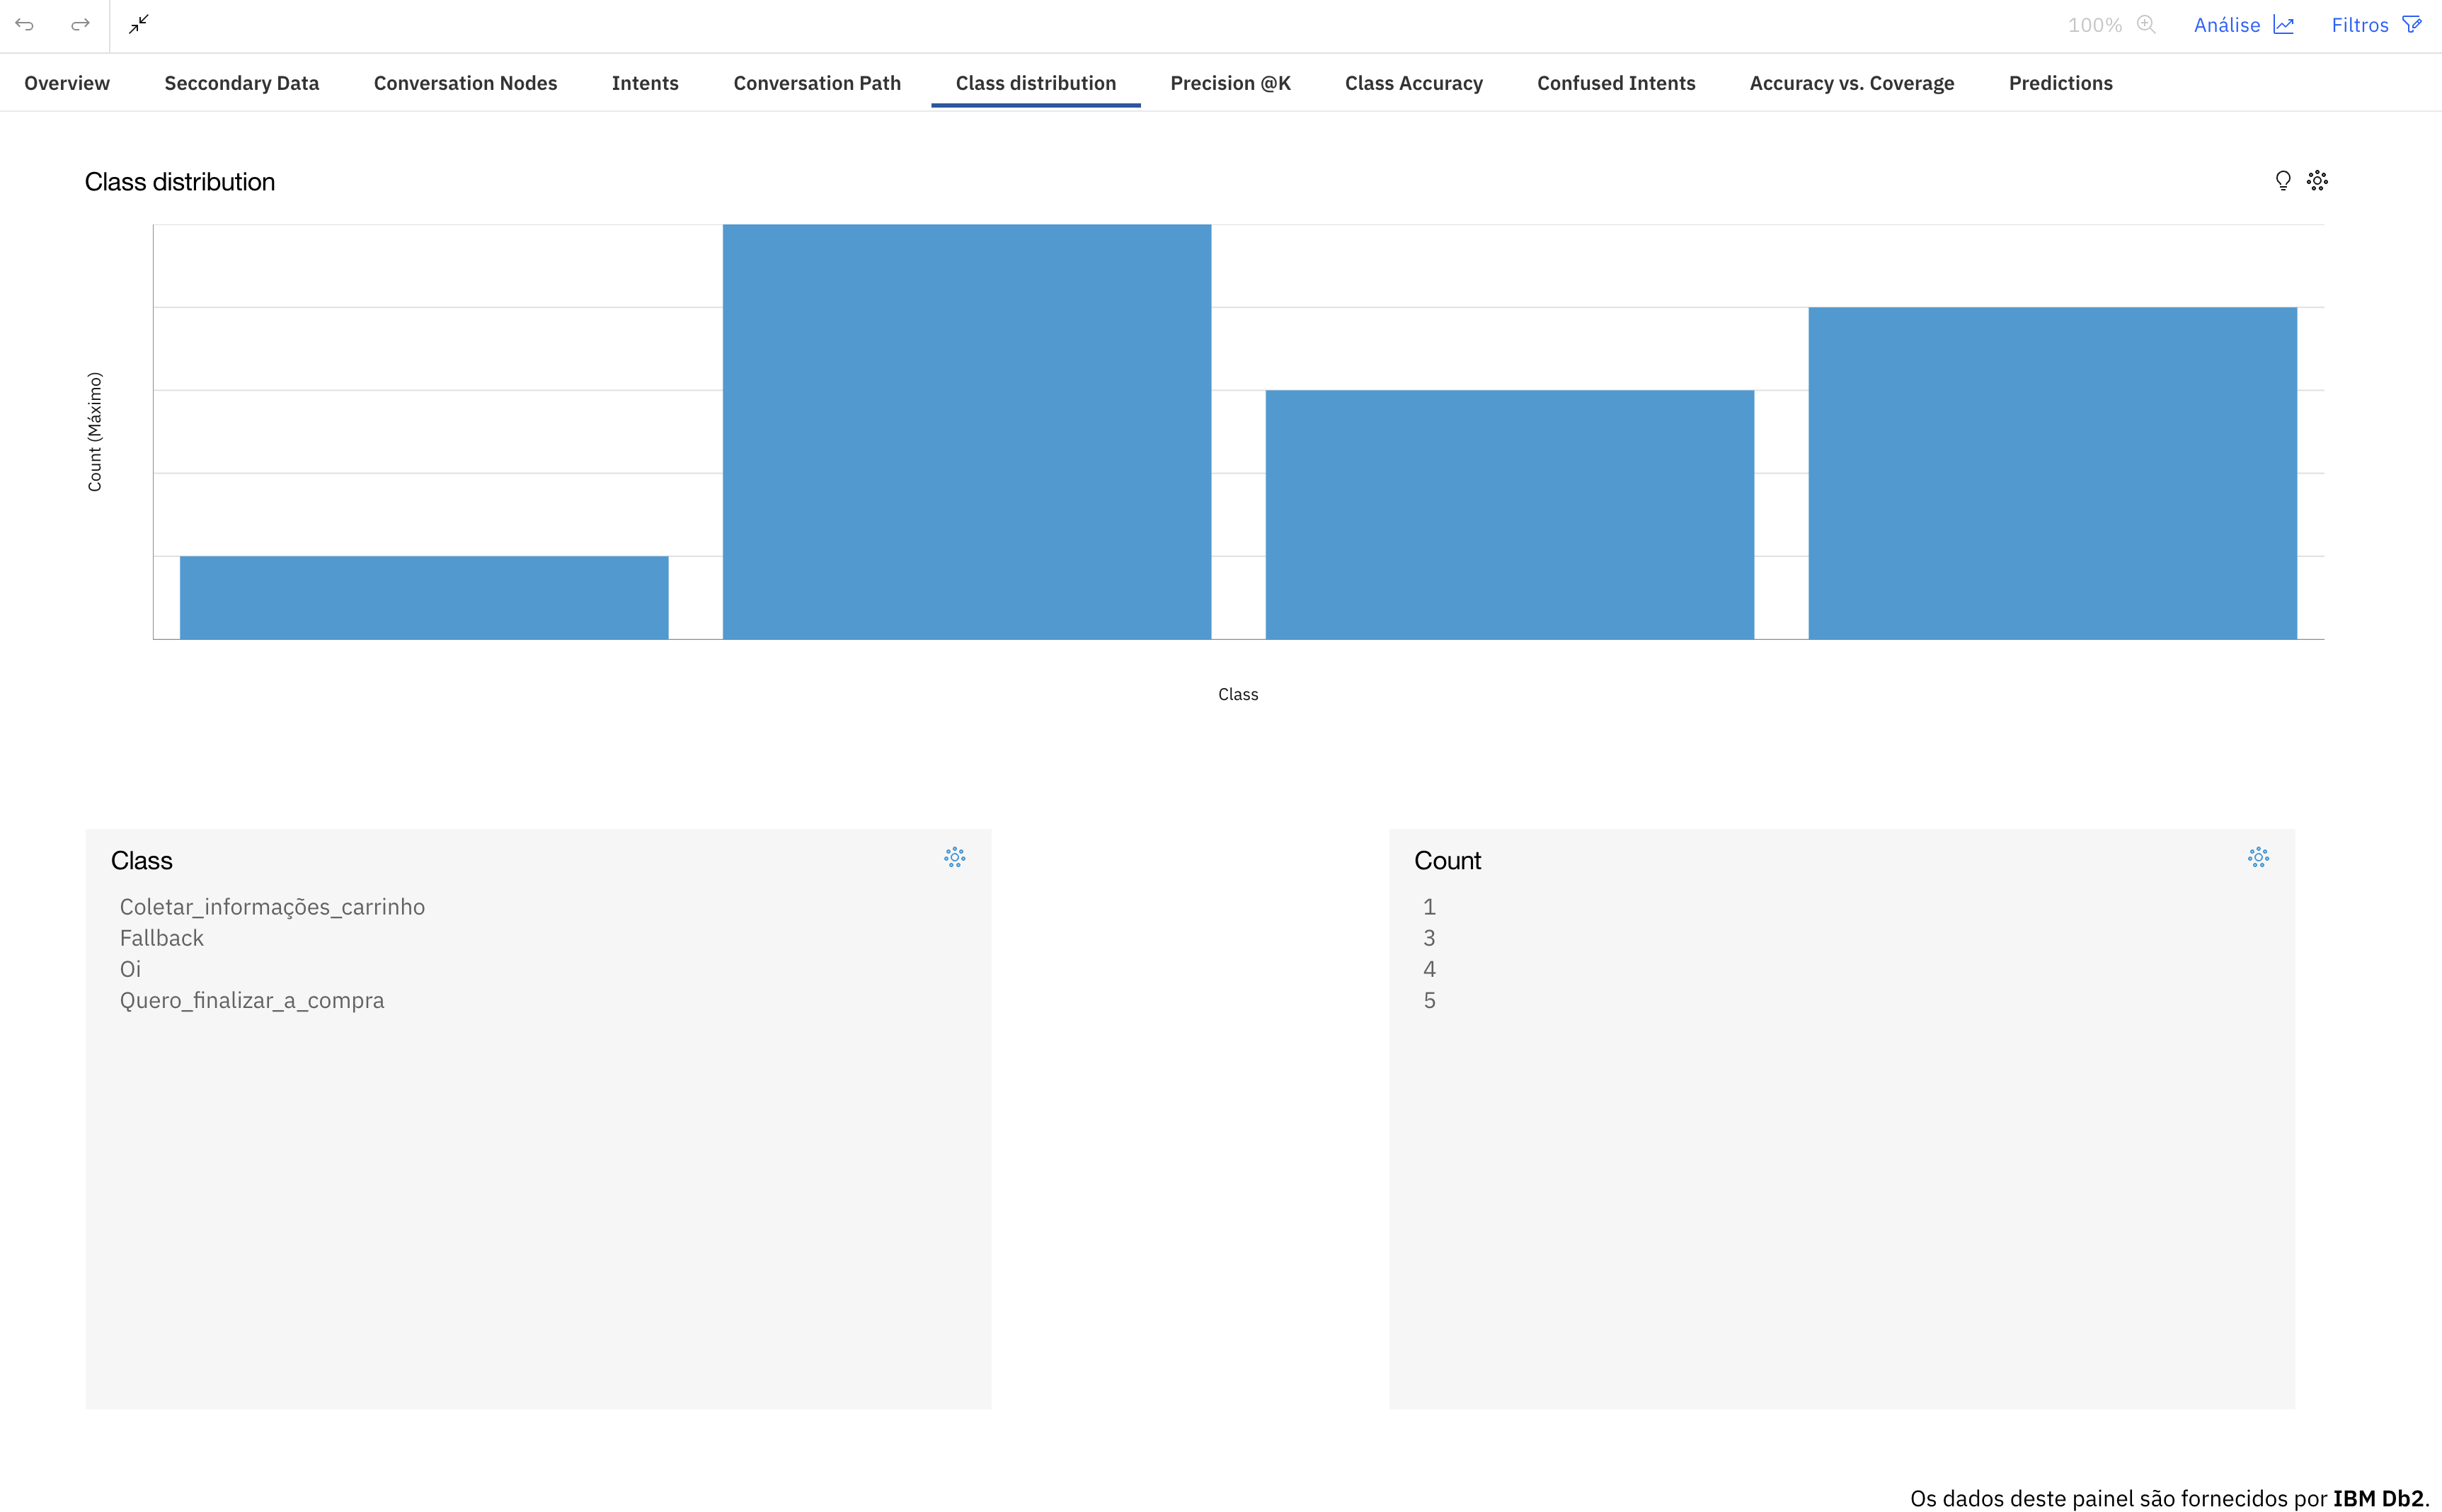 100% Análise Filtros
Overview Seccondary Data Conversation Nodes Intents Conversation Path Class distribution Precision @K Class Accuracy Confused Intents Accuracy vs. Coverage Predictions
Class distribution
Count (Máximo)
Class
Class
Coletar_informações_carrinho
Fallback
Oi
Quero_finalizar_a_compra
Count
1
3
4
5
Os dados deste painel são fornecidos por IBM Db2.